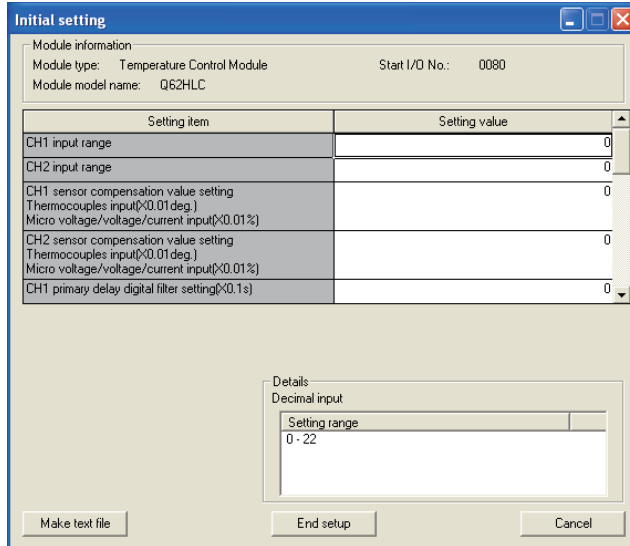 Initial setting
Module information
Module type: Temperature Control Module Start I/O No.: 0080
Module model name: Q62HLC
Setting item Setting value
CH1 input range 0
CH2 input range 0
CH1 sensor compensation value setting 0
Thermocouples input(X0.01deg.)
Micro voltage/voltage/current input(X0.01%)
CH2 sensor compensation value setting 0
Thermocouples input(X0.01deg.)
Micro voltage/voltage/current input(X0.01%)
CH1 primary delay digital filter setting(X0.1s) 0
Details
Decimal input
Setting range
0 - 22
Make text file End setup Cancel